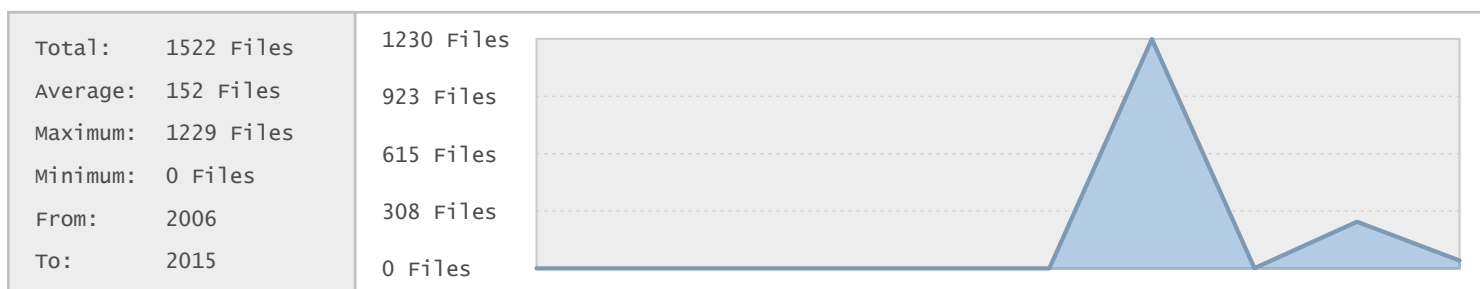 Total: 1522 Files
Average: 152 Files
Maximum: 1229 Files
Minimum: 0 Files
From: 2006
To: 2015
1230 Files
923 Files
615 Files
308 Files
0 Files